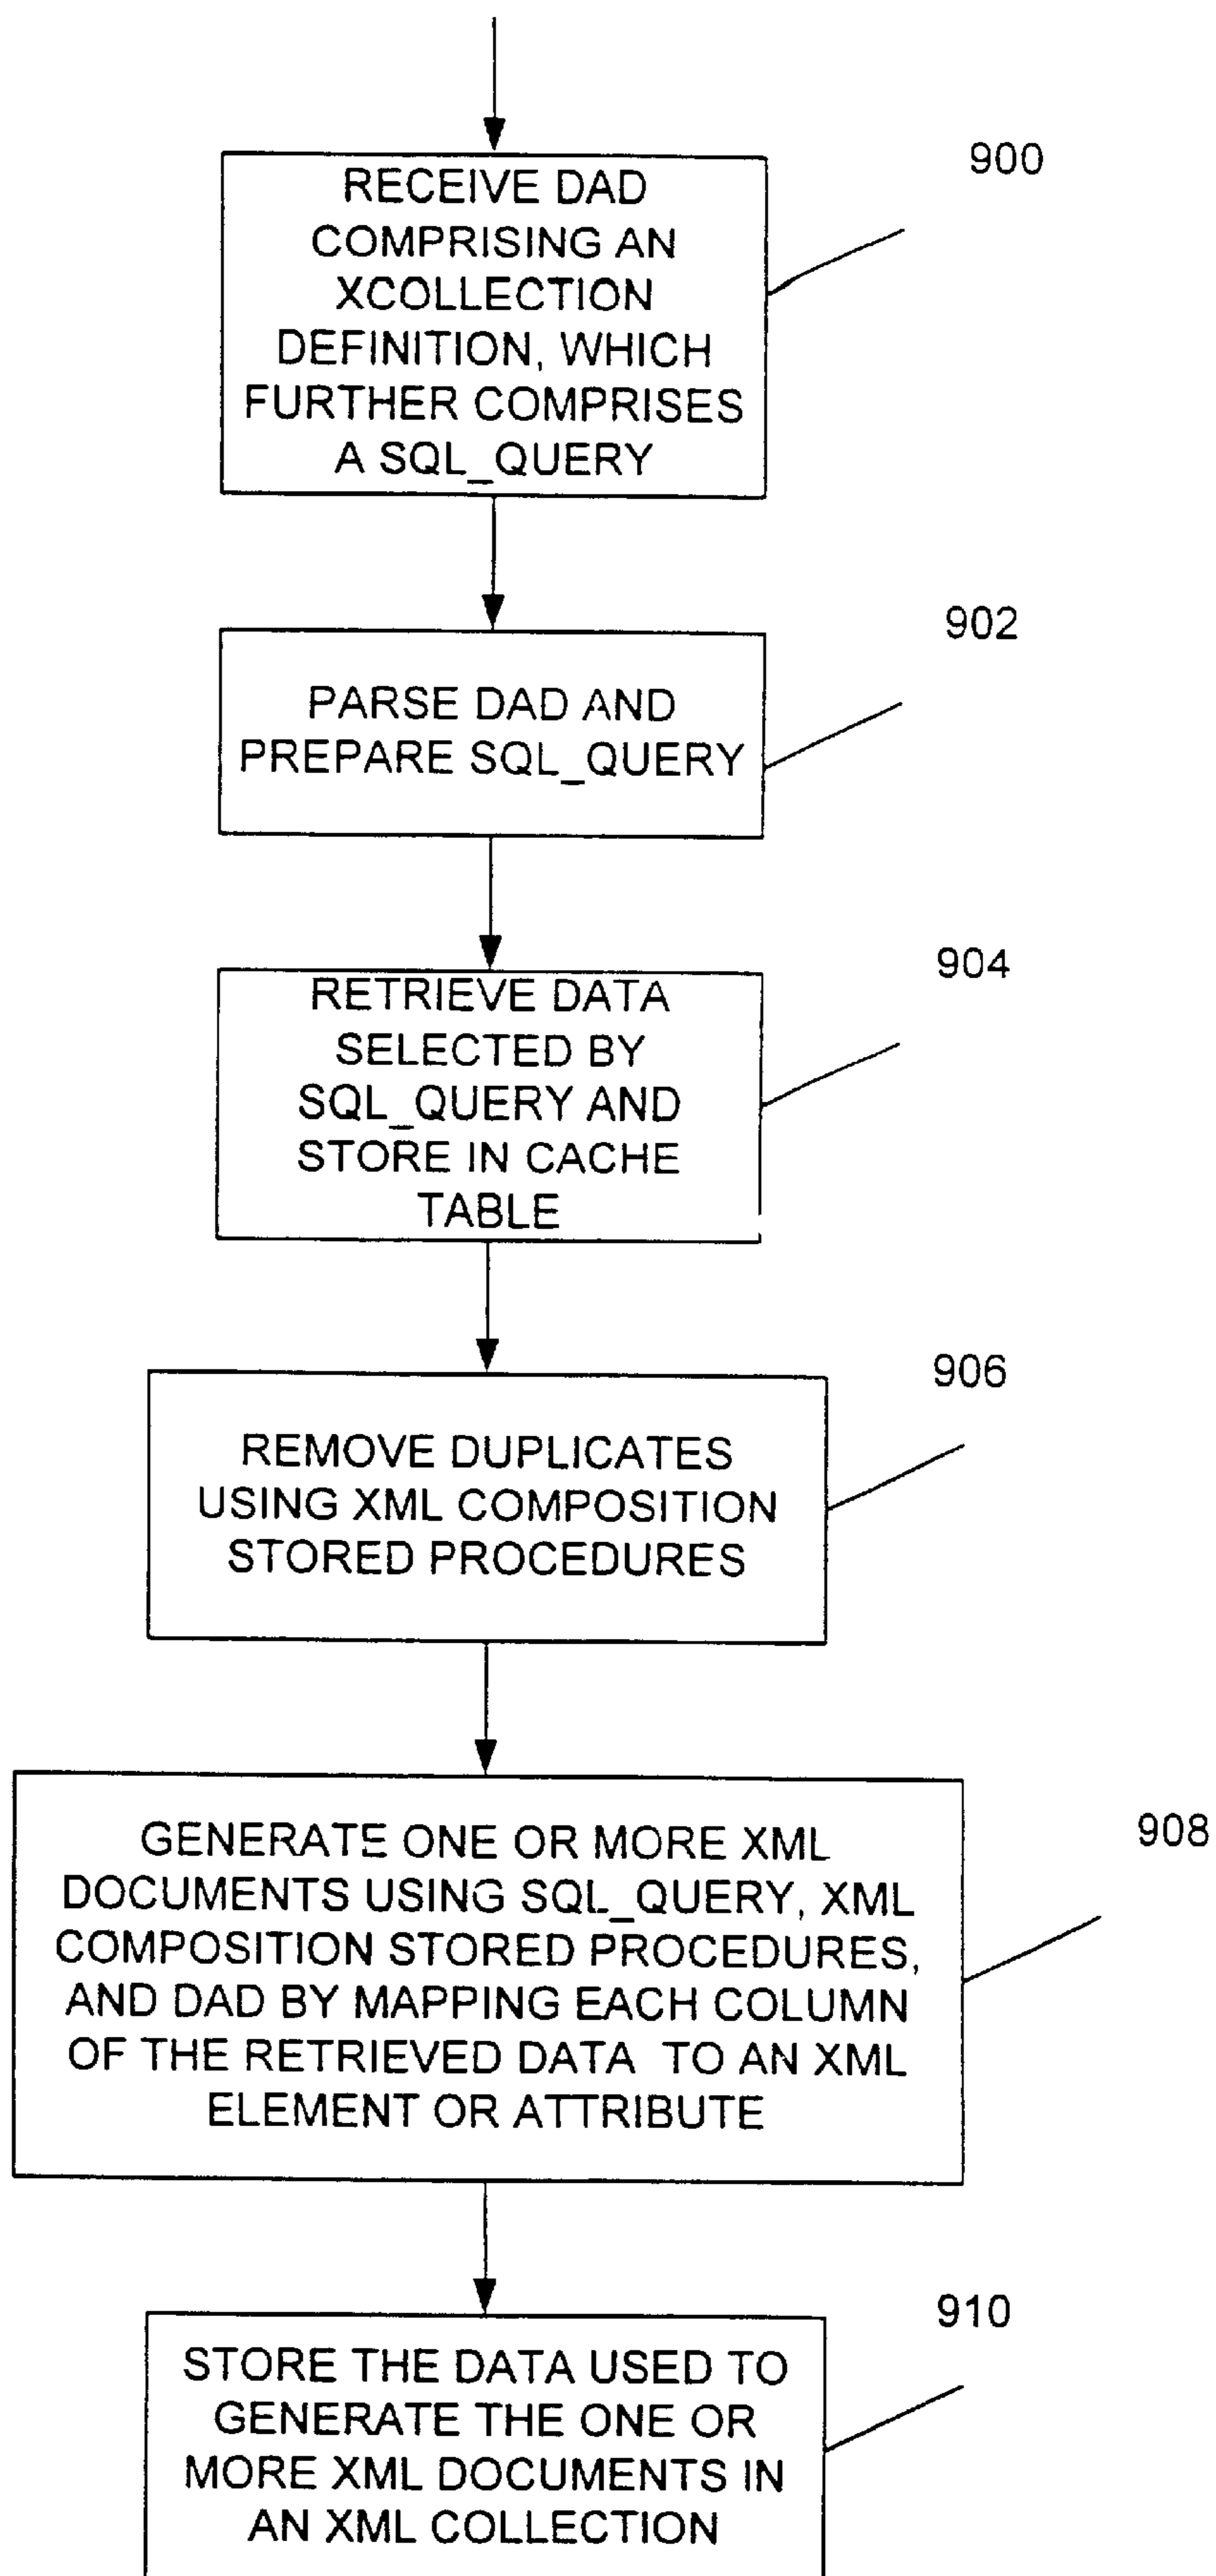 900
RECEIVE DAD
COMPRISING AN
XCOLLECTION
DEFINITION, WHICH
FURTHER COMPRISES
A SQL_QUERY
902
PARSE DAD AND
PREPARE SQL_QUERY
904
RETRIEVE DATA
SELECTED BY
SQL_QUERY AND
STORE IN CACHE
TABLE
906
REMOVE DUPLICATES
USING XML COMPOSITION
STORED PROCEDURES
908
GENERATE ONE OR MORE XML
DOCUMENTS USING SQL_QUERY, XML
COMPOSITION STORED PROCEDURES,
AND DAD BY MAPPING EACH COLUMN
OF THE RETRIEVED DATA TO AN XML
ELEMENT OR ATTRIBUTE
910
STORE THE DATA USED TO
GENERATE THE ONE OR
MORE XML DOCUMENTS IN
AN XML COLLECTION